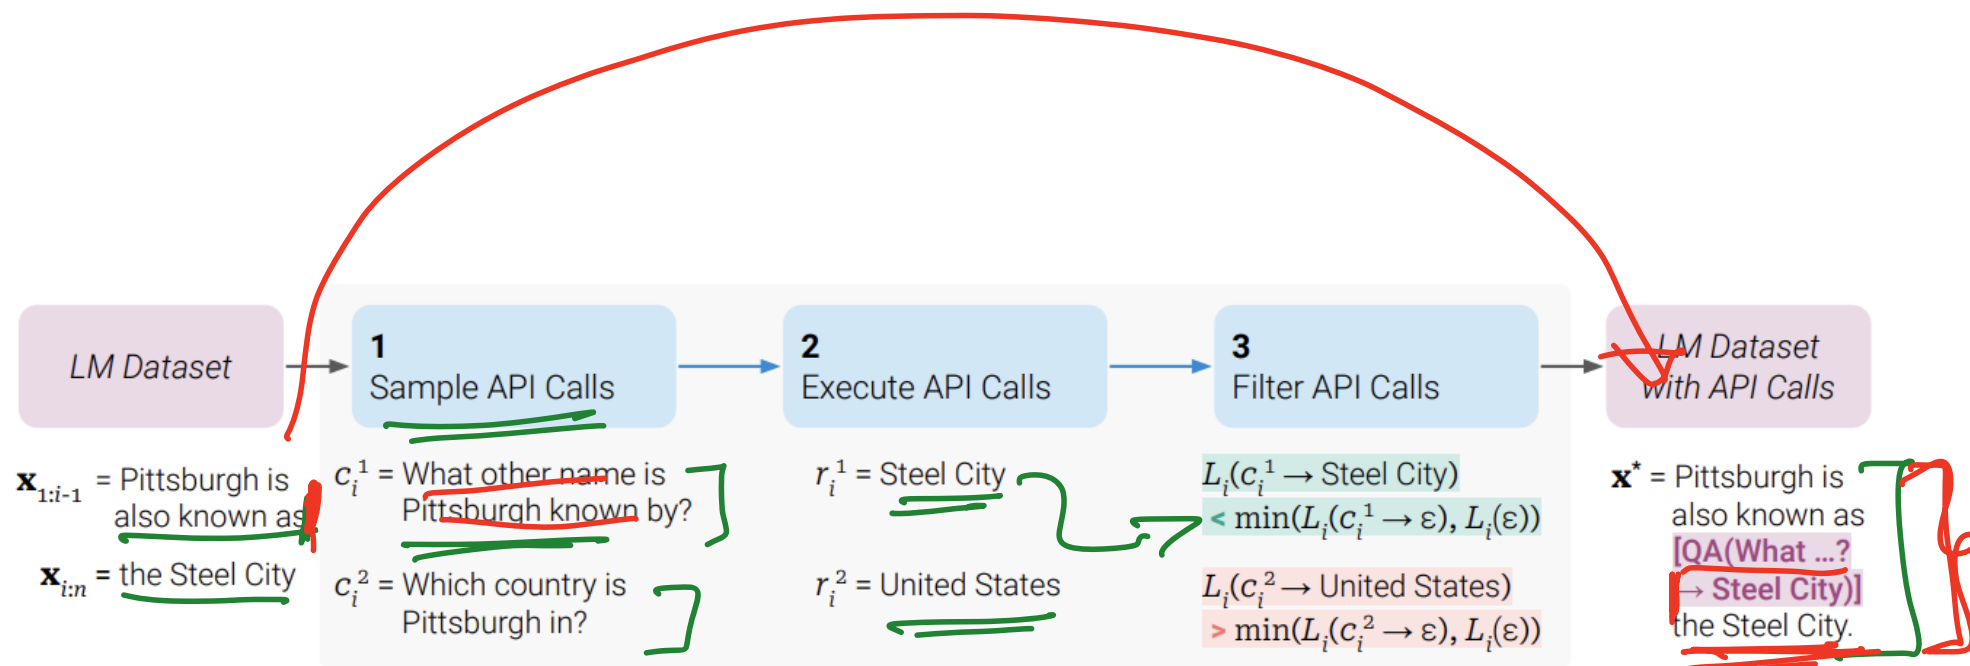 LM Dataset
1
Sample API Calls
2
Execute API Calls
3
Filter API Calls
LM Dataset
with API Calls
x1:i-1 = Pittsburgh is
also known as
xi:n = the Steel City
ci1 = What other name is
Pittsburgh known by?
ci2 = Which country is
Pittsburgh in?
ri1 = Steel City
ri2 = United States
Li(ci1 → Steel City)
< min(Li(ci1 → ε), Li(ε))
Li(ci2 → United States)
> min(Li(ci2 → ε), Li(ε))
x* = Pittsburgh is
also known as
[QA(What ...?
→ Steel City)]
the Steel City.